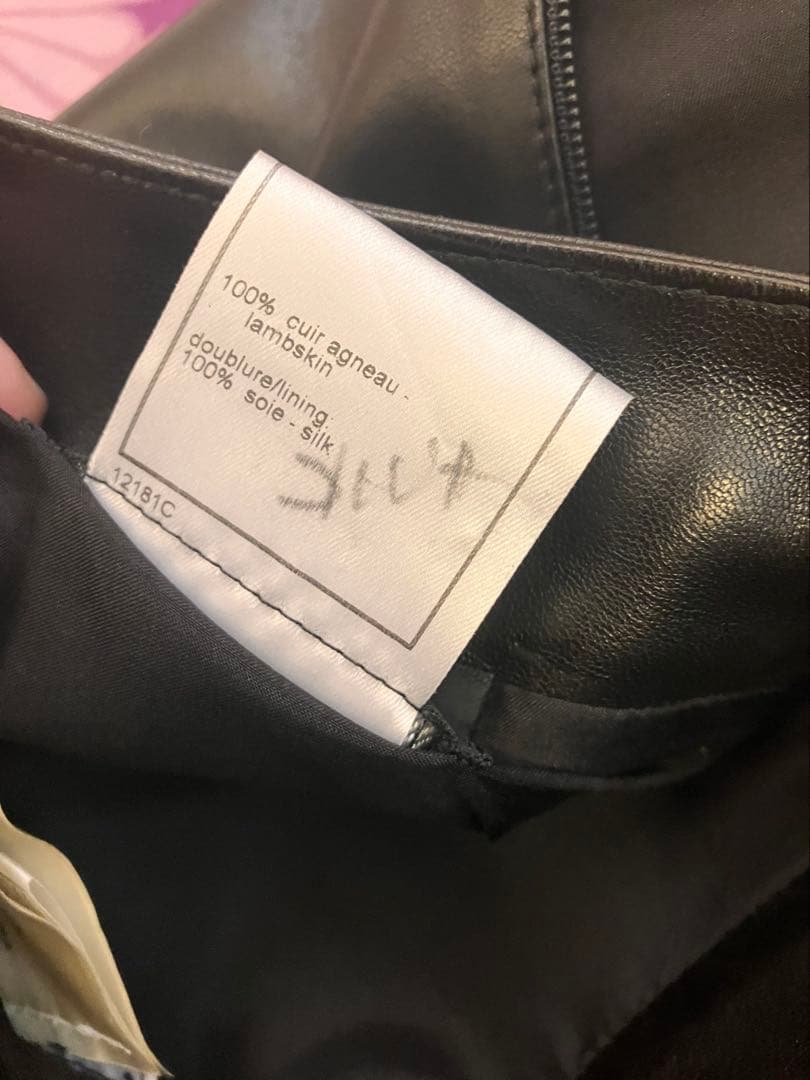 100% cuir agneau -
lambskin
doublure/lining
100% soie - silk
12181C